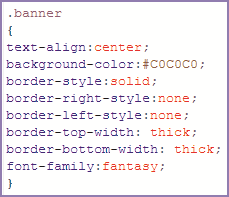 .banner
{
text-align:center;
background-color:#C0C0C0;
border-style:solid;
border-right-style:none;
border-left-style:none;
border-top-width: thick;
border-bottom-width: thick;
font-family:fantasy;
}